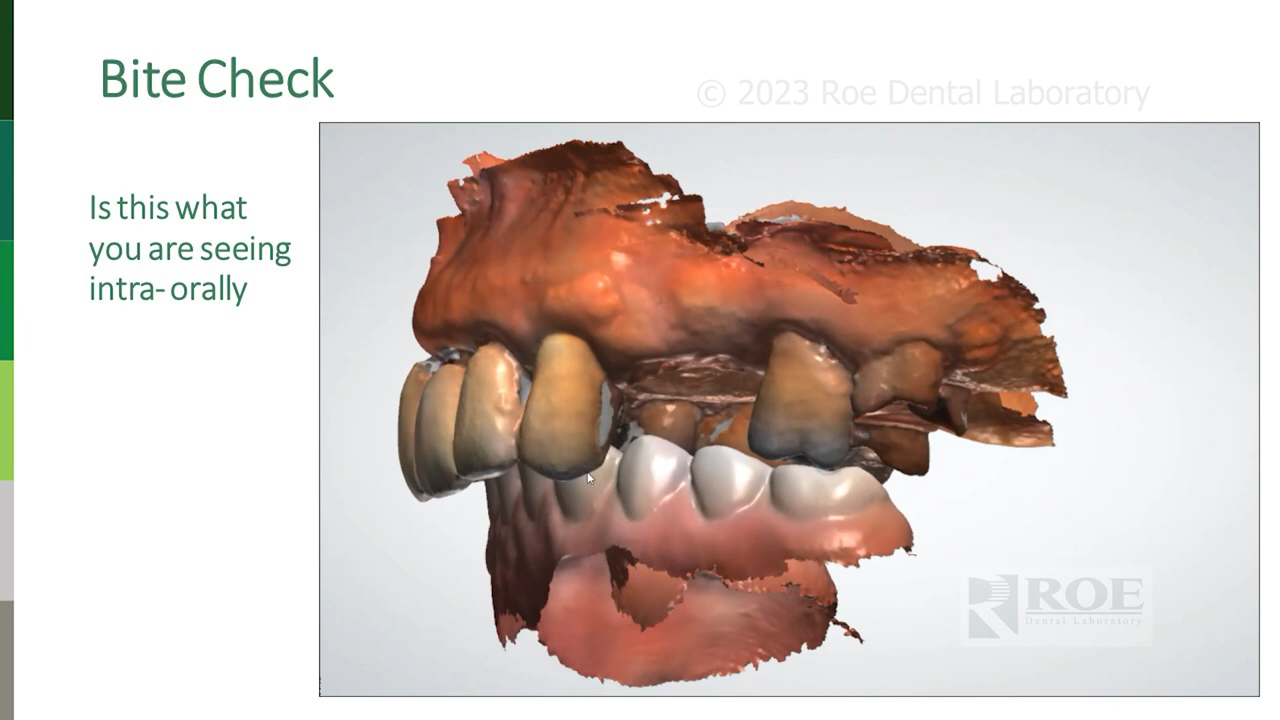 Bite Check
© 2023 Roe Dental Laboratory
Is this what
you are seeing
intra- orally
ROE
Dental Laboratory